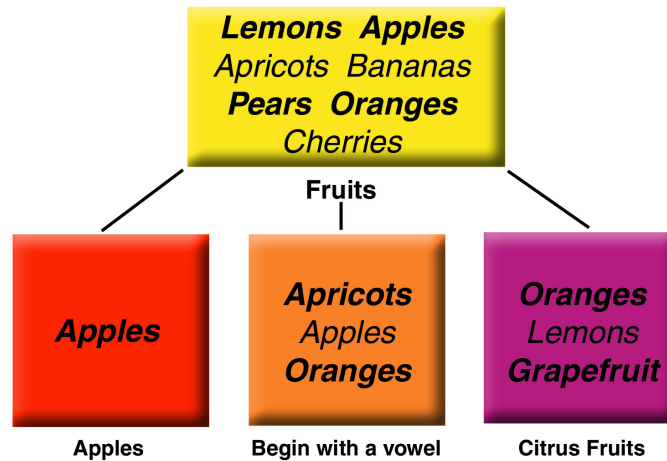 Lemons Apples
Apricots Bananas
Pears Oranges
Cherries
Fruits
Apples
Apricots
Apples
Oranges
Oranges
Lemons
Grapefruit
Apples
Begin with a vowel
Citrus Fruits